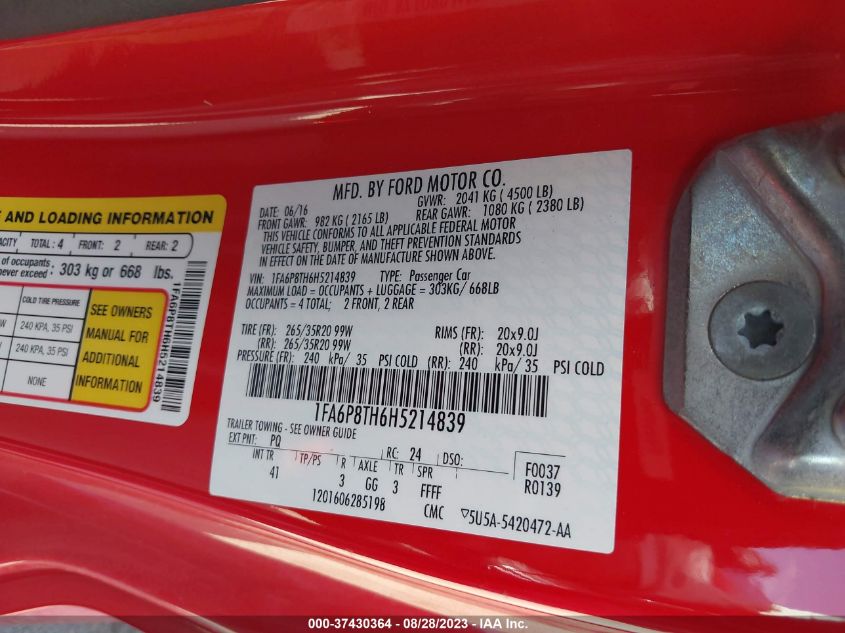 E AND LOADING INFORMATION
PACITY TOTAL: 4 FRONT: 2 REAR: 2
of occupants
never exceed: 303 kg or 668 lbs.
COLD TIRE PRESSURE
240 KPA, 35 PSI
240 KPA, 35 PSI
NONE
SEE OWNERS
MANUAL FOR
ADDITIONAL
INFORMATION
1FA6P8TH6H5214839
MFD. BY FORD MOTOR CO.
DATE: 06/16 GVWR: 2041 KG ( 4500 LB)
FRONT GAWR: 982 KG ( 2165 LB) REAR GAWR: 1080 KG ( 2380 LB)
THIS VEHICLE CONFORMS TO ALL APPLICABLE FEDERAL MOTOR
VEHICLE SAFETY, BUMPER, AND THEFT PREVENTION STANDARDS
IN EFFECT ON THE DATE OF MANUFACTURE SHOWN ABOVE.
VIN: 1FA6P8TH6H5214839 TYPE: Passenger Car
MAXIMUM LOAD = OCCUPANTS + LUGGAGE = 303KG/ 668LB
OCCUPANTS = 4 TOTAL; 2 FRONT, 2 REAR
TIRE (FR): 265/35R20 99W RIMS (FR): 20x9.0J
(RR): 265/35R20 99W (RR): 20x9.0J
PRESSURE (FR): 240 kPa/ 35 PSI COLD (RR): 240 kPa/ 35 PSI COLD
1FA6P8TH6H5214839
TRAILER TOWING - SEE OWNER GUIDE
EXT PNT: PQ RC: 24 DSO: F0037
INT TR TP/PS R AXLE TR SPR R0139
41 3 GG 3 FFFF
1201606285198 CMC ▽5U5A-5420472-AA
000-37430364 | 08/28/2023 - IAA Inc.